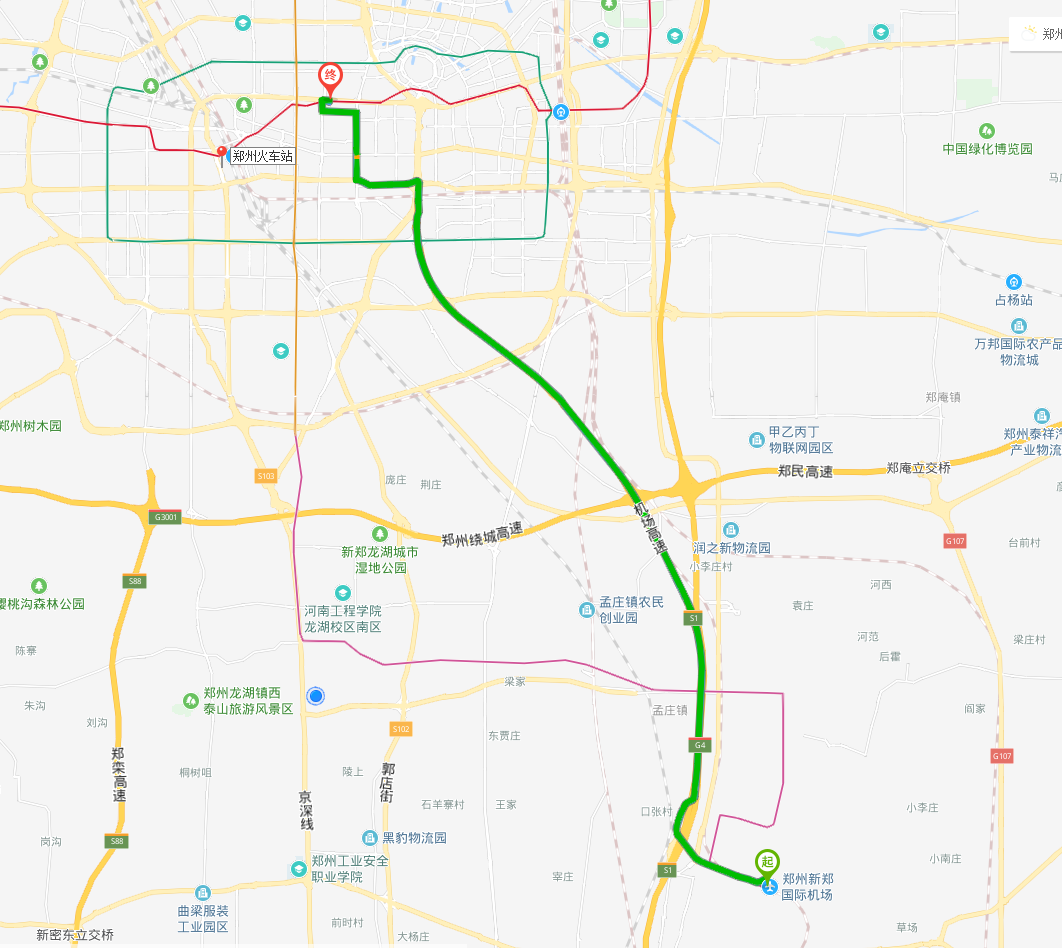 终
郑州
郑州火车站
中国绿化博览园
占杨站
万邦国际农产品
物流城
郑庵镇
甲乙丙丁
物联网园区
郑州泰祥汽
产业物流
郑州树木园
郑民高速
郑庵立交桥
S103
庞庄
荆庄
G3001
机场高速
郑州绕城高速
润之新物流园
G107
台前村
新郑龙湖城市
湿地公园
小李庄村
S88
河西
樱桃沟森林公园
河南工程学院
龙湖校区南区
孟庄镇农民
创业园
袁庄
S1
河范
梁庄村
陈寨
后霍
梁家
郑州龙湖镇西
泰山旅游风景区
朱沟
刘沟
孟庄镇
阎家
S102
东贾庄
G4
G107
郑栾高速
桐树咀
陵上
郭店街
石羊寨村
王家
口张村
小李庄
京深线
岗沟
S88
黑豹物流园
郑州工业安全
职业学院
起
小南庄
S1
宰庄
郑州新郑
国际机场
曲梁服装
工业园区
前时村
草场
新密东立交桥
大杨庄